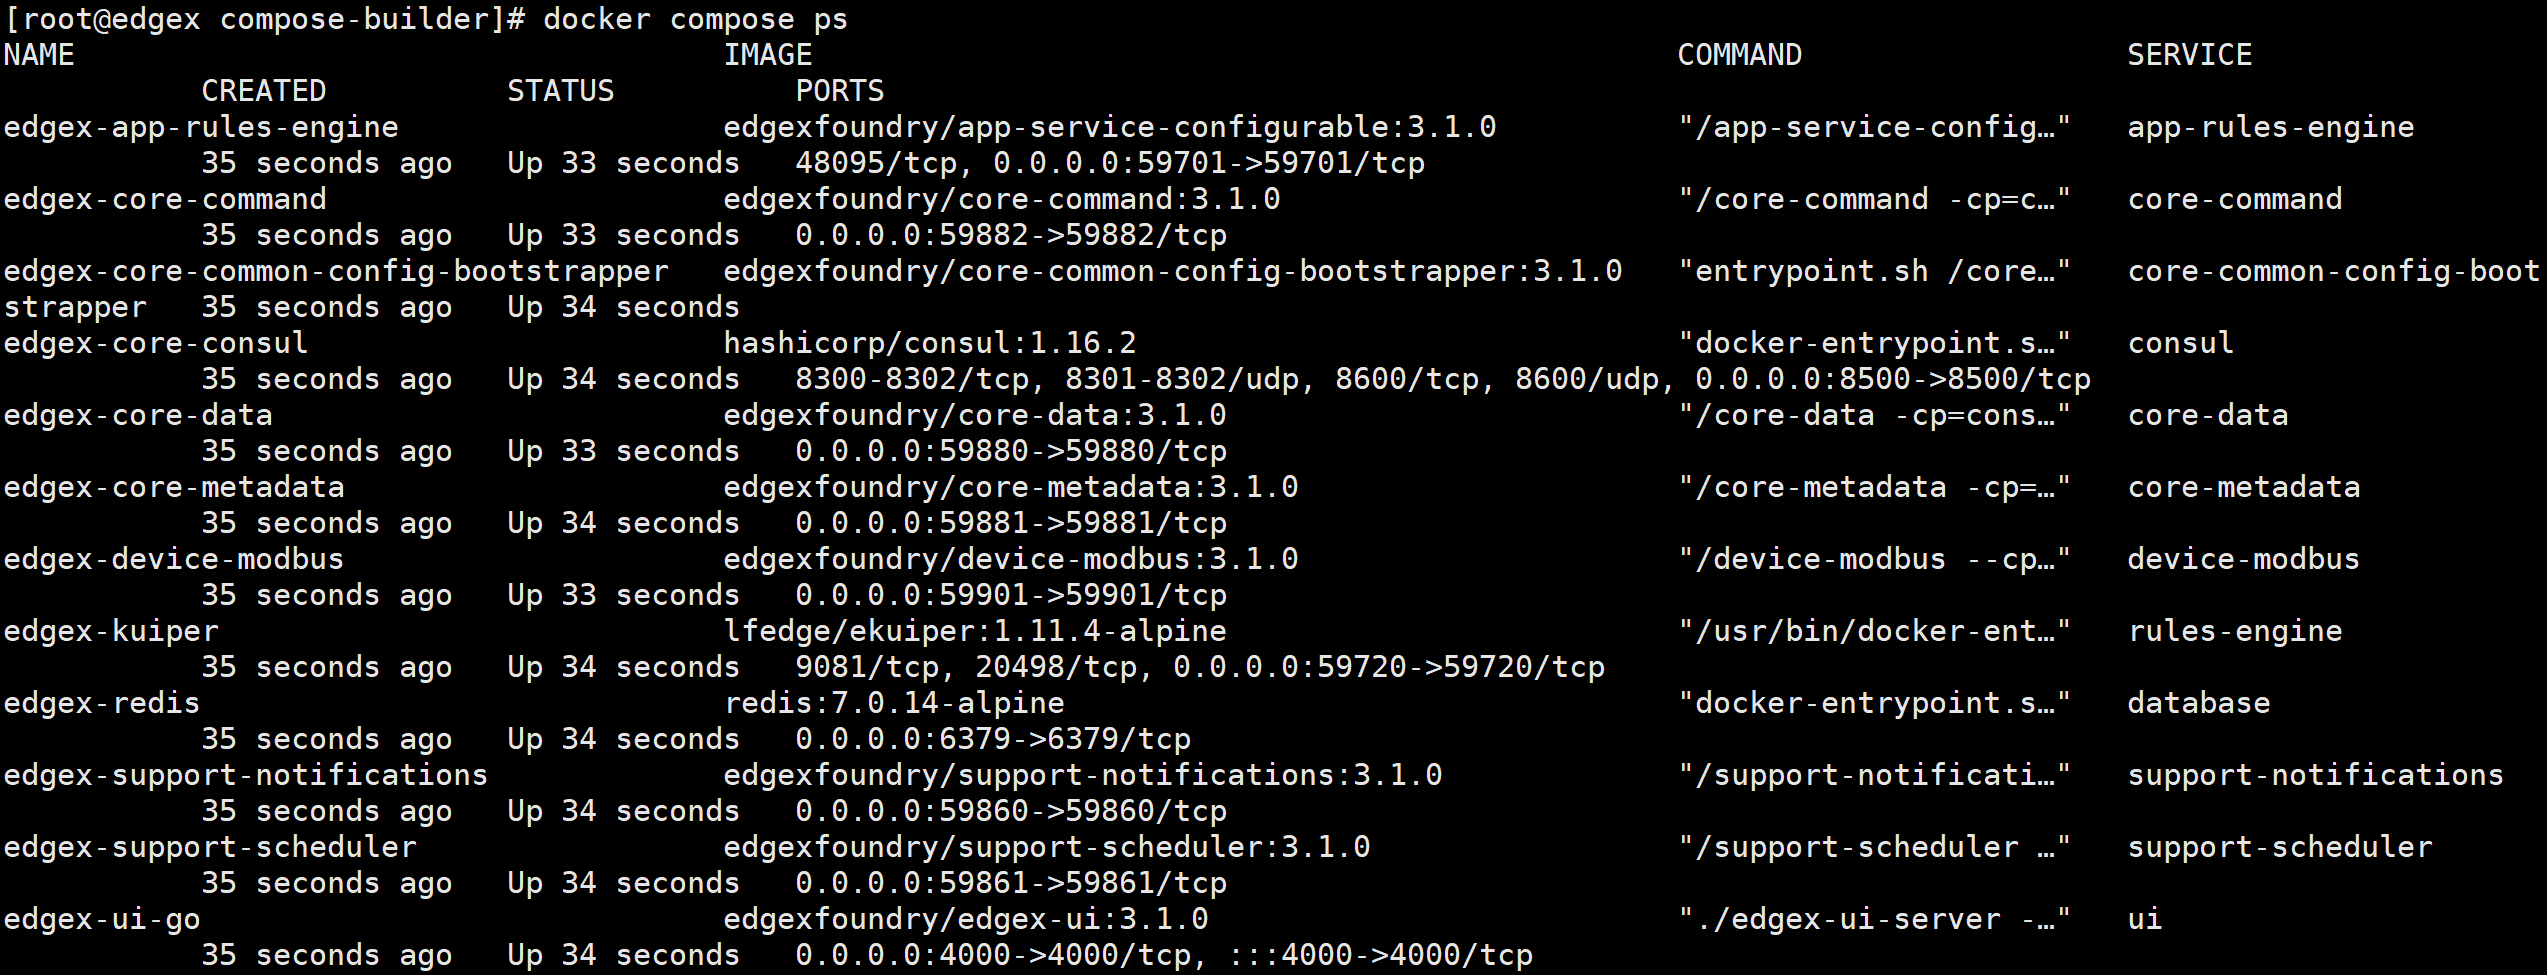 [root@edgex compose-builder]# docker compose ps
NAME                                    IMAGE                                                COMMAND                  SERVICE
           CREATED          STATUS          PORTS
edgex-app-rules-engine                  edgexfoundry/app-service-configurable:3.1.0          "/app-service-config…"   app-rules-engine
           35 seconds ago   Up 33 seconds   48095/tcp, 0.0.0.0:59701->59701/tcp
edgex-core-command                      edgexfoundry/core-command:3.1.0                      "/core-command -cp=c…"   core-command
           35 seconds ago   Up 33 seconds   0.0.0.0:59882->59882/tcp
edgex-core-common-config-bootstrapper   edgexfoundry/core-common-config-bootstrapper:3.1.0   "entrypoint.sh /core…"   core-common-config-boot
strapper   35 seconds ago   Up 34 seconds
edgex-core-consul                       hashicorp/consul:1.16.2                              "docker-entrypoint.s…"   consul
           35 seconds ago   Up 34 seconds   8300-8302/tcp, 8301-8302/udp, 8600/tcp, 8600/udp, 0.0.0.0:8500->8500/tcp
edgex-core-data                         edgexfoundry/core-data:3.1.0                         "/core-data -cp=cons…"   core-data
           35 seconds ago   Up 33 seconds   0.0.0.0:59880->59880/tcp
edgex-core-metadata                     edgexfoundry/core-metadata:3.1.0                     "/core-metadata -cp=…"   core-metadata
           35 seconds ago   Up 34 seconds   0.0.0.0:59881->59881/tcp
edgex-device-modbus                     edgexfoundry/device-modbus:3.1.0                     "/device-modbus --cp…"   device-modbus
           35 seconds ago   Up 33 seconds   0.0.0.0:59901->59901/tcp
edgex-kuiper                            lfedge/ekuiper:1.11.4-alpine                         "/usr/bin/docker-ent…"   rules-engine
           35 seconds ago   Up 34 seconds   9081/tcp, 20498/tcp, 0.0.0.0:59720->59720/tcp
edgex-redis                             redis:7.0.14-alpine                                  "docker-entrypoint.s…"   database
           35 seconds ago   Up 34 seconds   0.0.0.0:6379->6379/tcp
edgex-support-notifications             edgexfoundry/support-notifications:3.1.0             "/support-notificati…"   support-notifications
           35 seconds ago   Up 34 seconds   0.0.0.0:59860->59860/tcp
edgex-support-scheduler                 edgexfoundry/support-scheduler:3.1.0                 "/support-scheduler …"   support-scheduler
           35 seconds ago   Up 34 seconds   0.0.0.0:59861->59861/tcp
edgex-ui-go                             edgexfoundry/edgex-ui:3.1.0                          "./edgex-ui-server -…"   ui
           35 seconds ago   Up 34 seconds   0.0.0.0:4000->4000/tcp, :::4000->4000/tcp